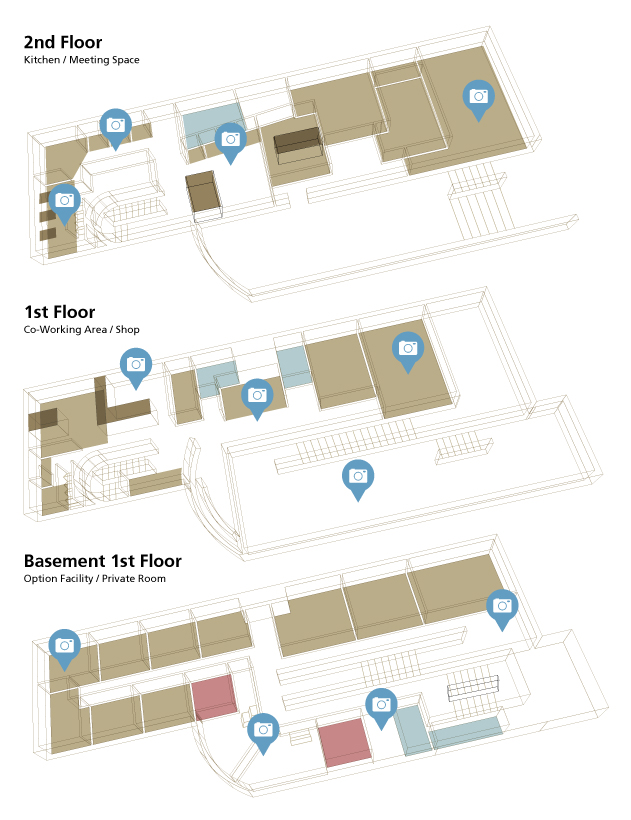 2nd Floor
Kitchen / Meeting Space
1st Floor
Co-Working Area / Shop
Basement 1st Floor
Option Facility / Private Room